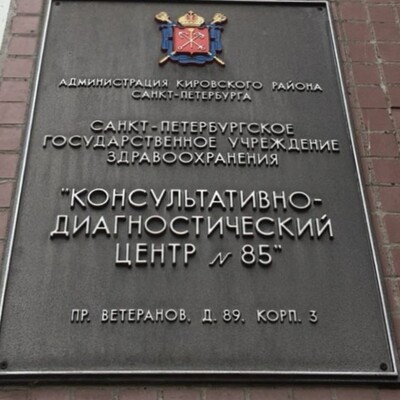 АДМИНИСТРАЦИЯ КИРОВСКОГО РАЙОНА
САНКТ-ПЕТЕРБУРГА
САНКТ-ПЕТЕРБУРГСКОЕ
ГОСУДАРСТВЕННОЕ УЧРЕЖДЕНИЕ
ЗДРАВООХРАНЕНИЯ
"КОНСУЛЬТАТИВНО-
ДИАГНОСТИЧЕСКИЙ
ЦЕНТР N 85"
ПР. ВЕТЕРАНОВ, Д. 89, КОРП. 3